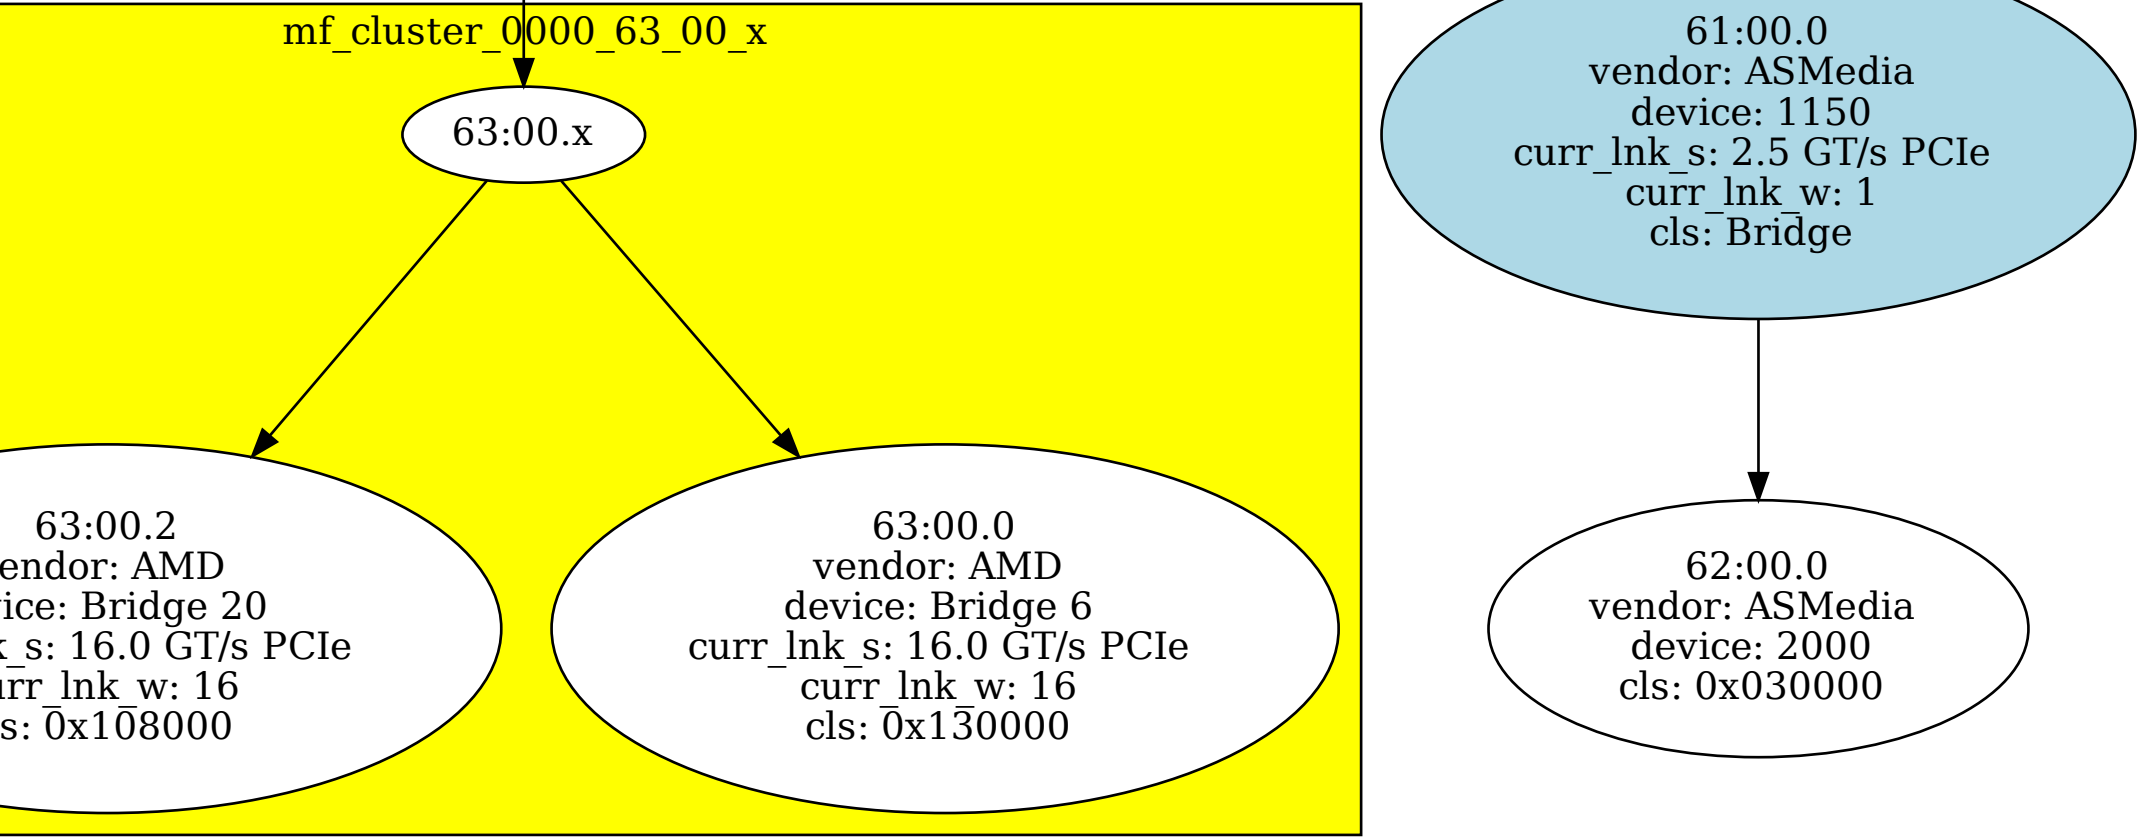 mf_cluster_0000_63_00_x
63:00.x
61:00.0
vendor: ASMedia
device: 1150
curr_lnk_s: 2.5 GT/s PCIe
curr_lnk_w: 1
cls: Bridge
63:00.2
endor: AMD
ice: Bridge 20
k_s: 16.0 GT/s PCIe
urr_lnk_w: 16
s: 0x108000
63:00.0
vendor: AMD
device: Bridge 6
curr_lnk_s: 16.0 GT/s PCIe
curr_lnk_w: 16
cls: 0x130000
62:00.0
vendor: ASMedia
device: 2000
cls: 0x030000